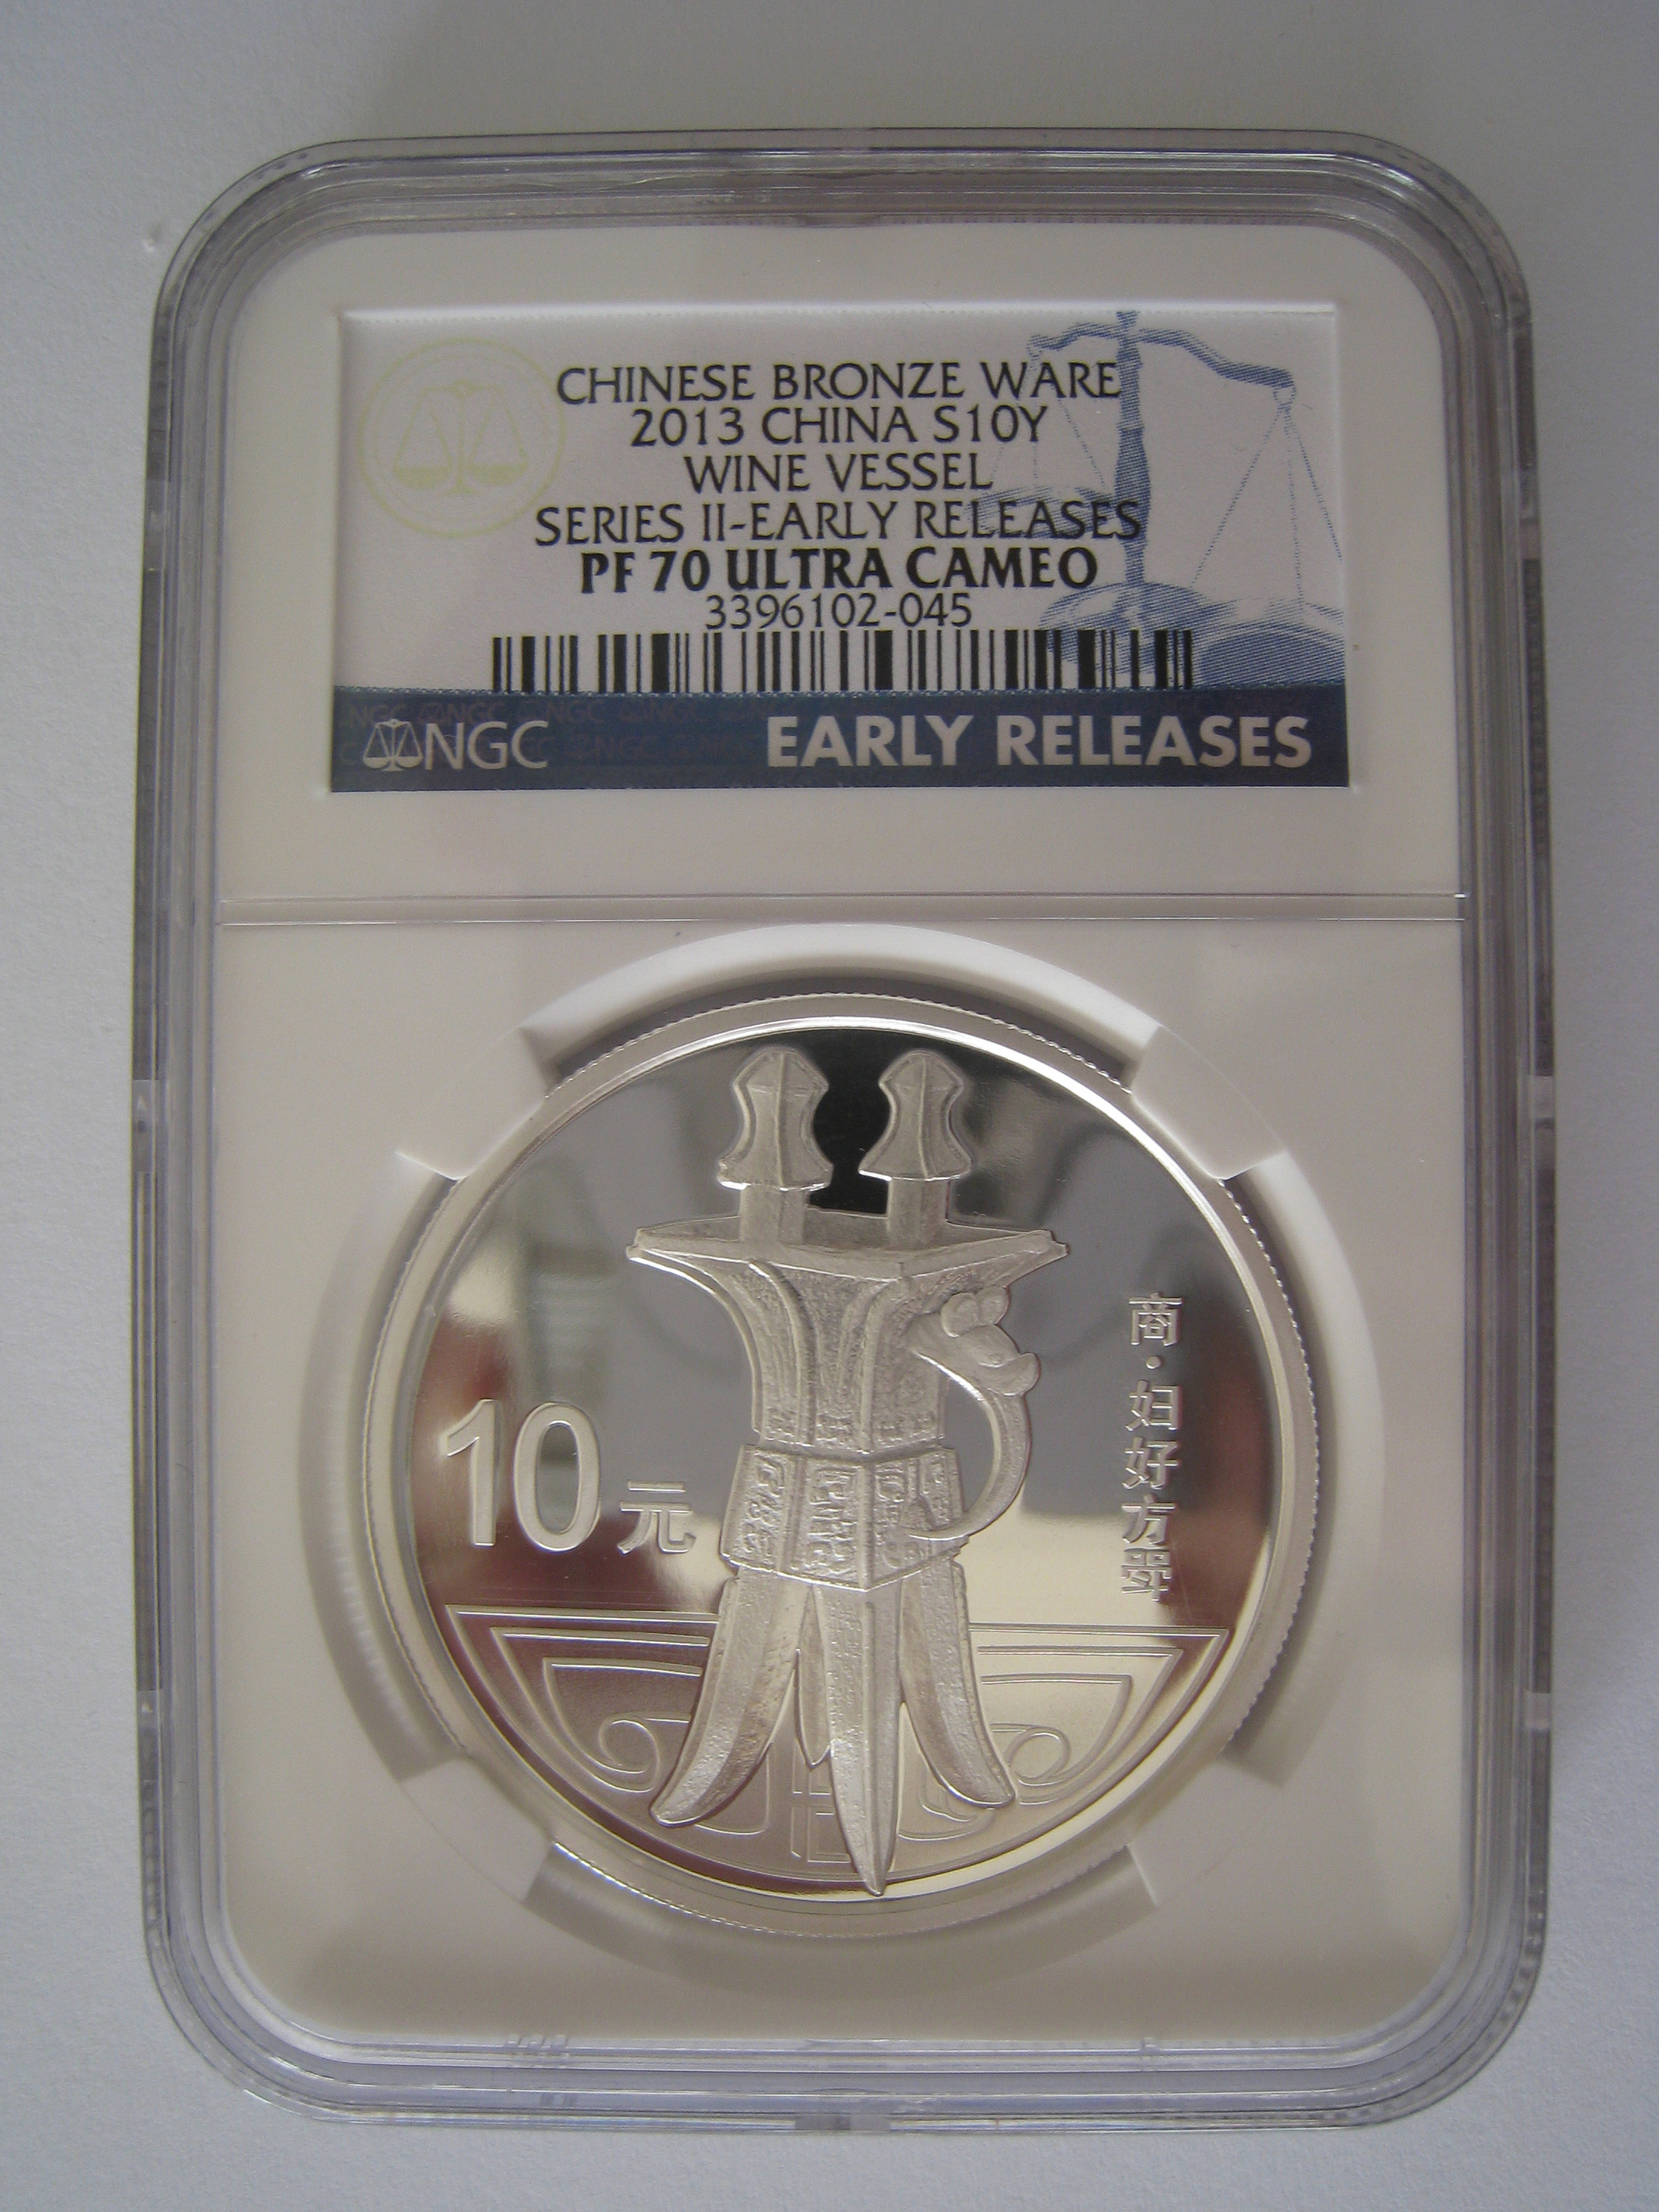 CHINESE BRONZE WARE
2013 CHINA S10Y
WINE VESSEL
SERIES II-EARLY RELEASES
PF 70 ULTRA CAMEO
3396102-045
NGC EARLY RELEASES
商·妇好方斝
10元